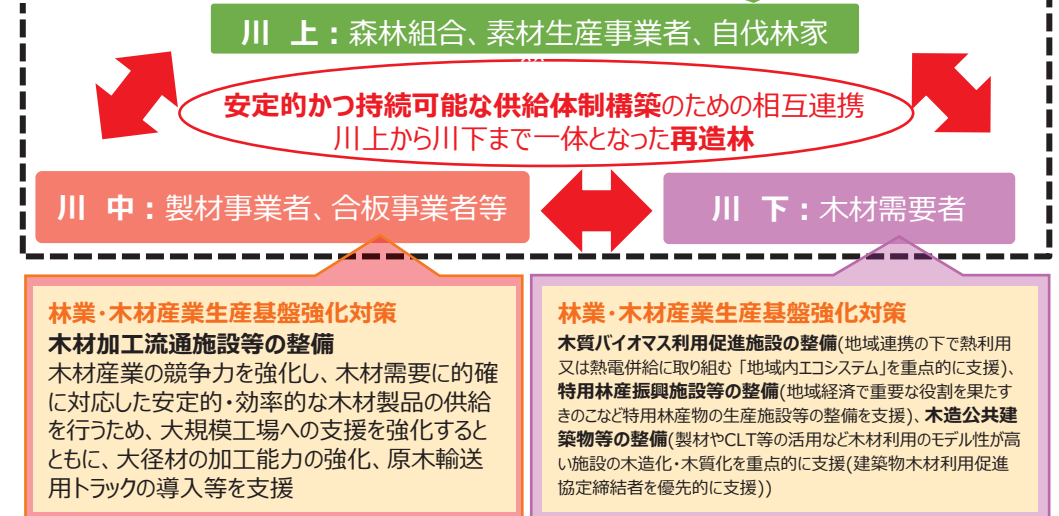 川 上：森林組合、素材生産事業者、自伐林家
安定的かつ持続可能な供給体制構築のための相互連携
川上から川下まで一体となった再造林
川 中：製材事業者、合板事業者等
川 下：木材需要者
林業･木材産業生産基盤強化対策
木材加工流通施設等の整備
木材産業の競争力を強化し、木材需要に的確
に対応した安定的･効率的な木材製品の供給
を行うため、大規模工場への支援を強化すると
ともに、大径材の加工能力の強化、原木輸送
用トラックの導入等を支援
林業･木材産業生産基盤強化対策
木質バイオマス利用促進施設の整備(地域連携の下で熱利用
又は熱電併給に取り組む「地域内エコシステム」を重点的に支援)、
特用林産振興施設等の整備(地域経済で重要な役割を果たす
きのこなど特用林産物の生産施設等の整備を支援)、木造公共建
築物等の整備(製材やCLT等の活用など木材利用のモデル性が高
い施設の木造化・木質化を重点的に支援(建築物木材利用促進
協定締結者を優先的に支援))